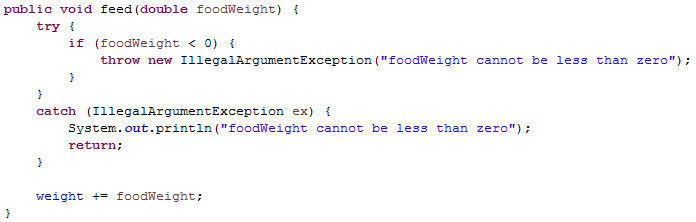 public void feed(double foodWeight) {
    try {
        if (foodWeight < 0) {
            throw new IllegalArgumentException("foodWeight cannot be less than zero");
        }
    }
    catch (IllegalArgumentException ex) {
        System.out.println("foodWeight cannot be less than zero");
        return;
    }

    weight += foodWeight;
}